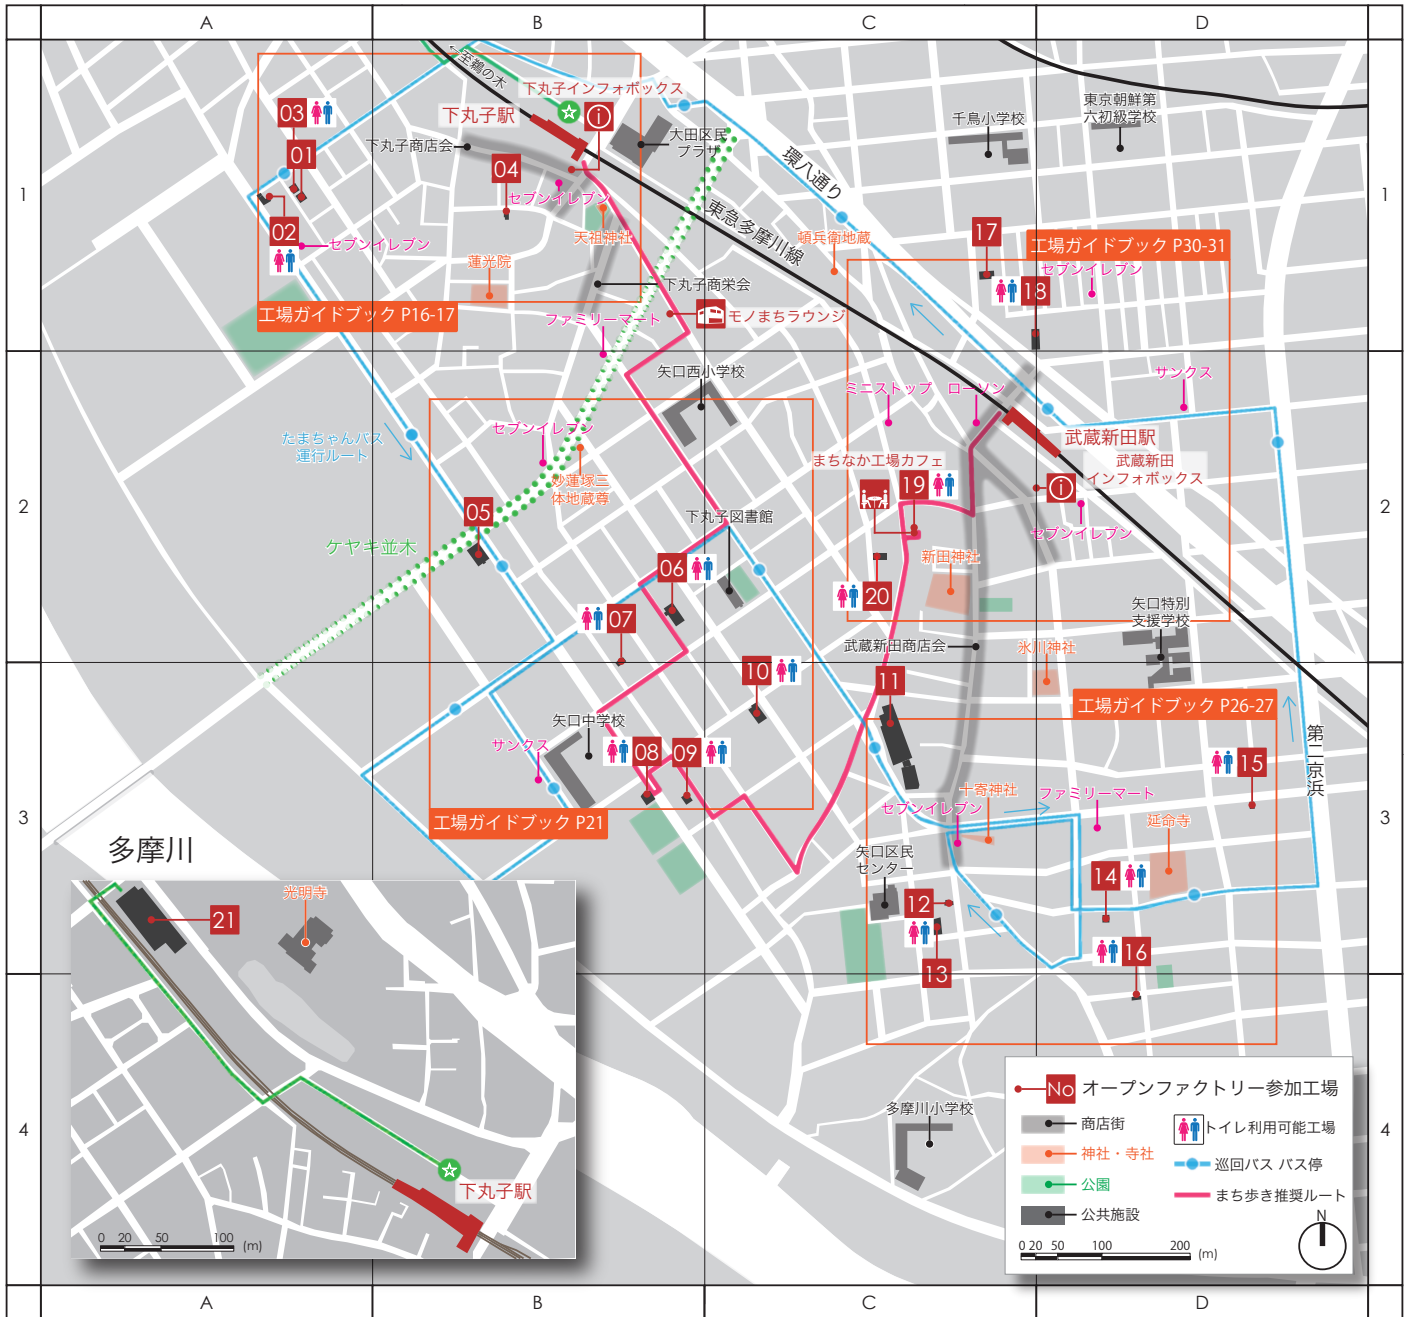 A
B
C
D
1
2
3
4
1
2
3
4
A
B
C
D
←至鵜の木
下丸子インフォボックス
下丸子駅
i
下丸子商店会
大田区民
プラザ
千鳥小学校
東京朝鮮第
六初級学校
03
01
04
セブンイレブン
環八通り
東急多摩川線
02
セブンイレブン
天祖神社
頓兵衛地蔵
17
工場ガイドブック P30-31
セブンイレブン
蓮光院
下丸子商栄会
18
工場ガイドブック P16-17
ファミリーマート
モノまちラウンジ
矢口西小学校
ミニストップ
ローソン
サンクス
セブンイレブン
たまちゃんバス
運行ルート
武蔵新田駅
武蔵新田
インフォボックス
i
まちなか工場カフェ
妙蓮塚三
体地蔵尊
19
05
下丸子図書館
セブンイレブン
ケヤキ並木
新田神社
06
20
07
矢口特別
支援学校
武蔵新田商店会
氷川神社
10
11
工場ガイドブック P26-27
矢口中学校
サンクス
08
09
第二京浜
15
十寄神社
ファミリーマート
セブンイレブン
工場ガイドブック P21
延命寺
多摩川
矢口区民
センター
14
12
16
13
光明寺
21
下丸子駅
0 20 50 100 (m)
多摩川小学校
No オープンファクトリー参加工場
商店街
トイレ利用可能工場
神社・寺社
巡回バス バス停
公園
まち歩き推奨ルート
公共施設
N
0 20 50 100 200 (m)